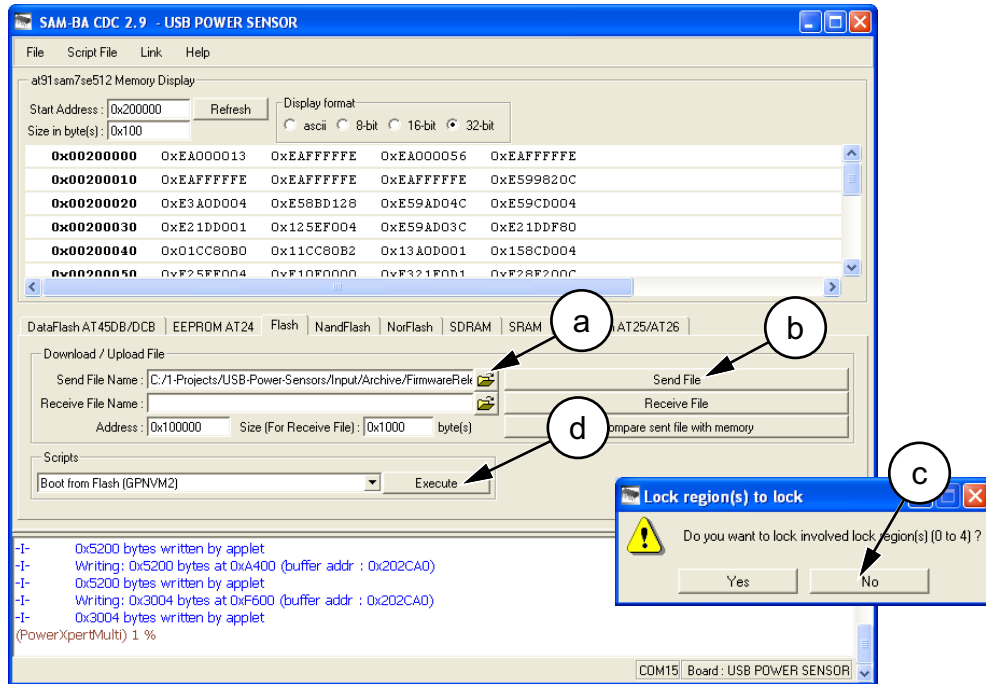 SAM-BA CDC 2.9 - USB POWER SENSOR
File Script File Link Help
at91sam7se512 Memory Display
Start Address : 0x200000 Refresh
Size in byte(s) : 0x100
Display format
ascii 8-bit 16-bit 32-bit
0x00200000 0xEA000013 0xEAFFFFFE 0xEA000056 0xEAFFFFFE
0x00200010 0xEAFFFFFE 0xEAFFFFFE 0xEAFFFFFE 0xE599820C
0x00200020 0xE3A0D004 0xE58BD128 0xE59AD04C 0xE59CD004
0x00200030 0xE21DD001 0x125EF004 0xE59AD03C 0xE21DDF80
0x00200040 0x01CC80B0 0x11CC80B2 0x13A0D001 0x158CD004
0x00200050 0xE25EF004 0xE10F0000 0xE321F0D1 0xE28F200C
DataFlash AT45DB/DCB EEPROM AT24 Flash NandFlash NorFlash SDRAM SRAM AT25/AT26
a
b
Download / Upload File
Send File Name : C:/1-Projects/USB-Power-Sensors/Input/Archive/FirmwareRele Send File
Receive File Name : Receive File
Address : 0x100000 Size (For Receive File) : 0x1000 byte(s) ompare sent file with memory
d
Scripts
Boot from Flash (GPNVM2) Execute
c
Lock region(s) to lock
Do you want to lock involved lock region(s) (0 to 4) ?
Yes No
-I- 0x5200 bytes written by applet
-I- Writing: 0x5200 bytes at 0xA400 (buffer addr : 0x202CA0)
-I- 0x5200 bytes written by applet
-I- Writing: 0x3004 bytes at 0xF600 (buffer addr : 0x202CA0)
-I- 0x3004 bytes written by applet
(PowerXpertMulti) 1 %
COM15 Board : USB POWER SENSOR